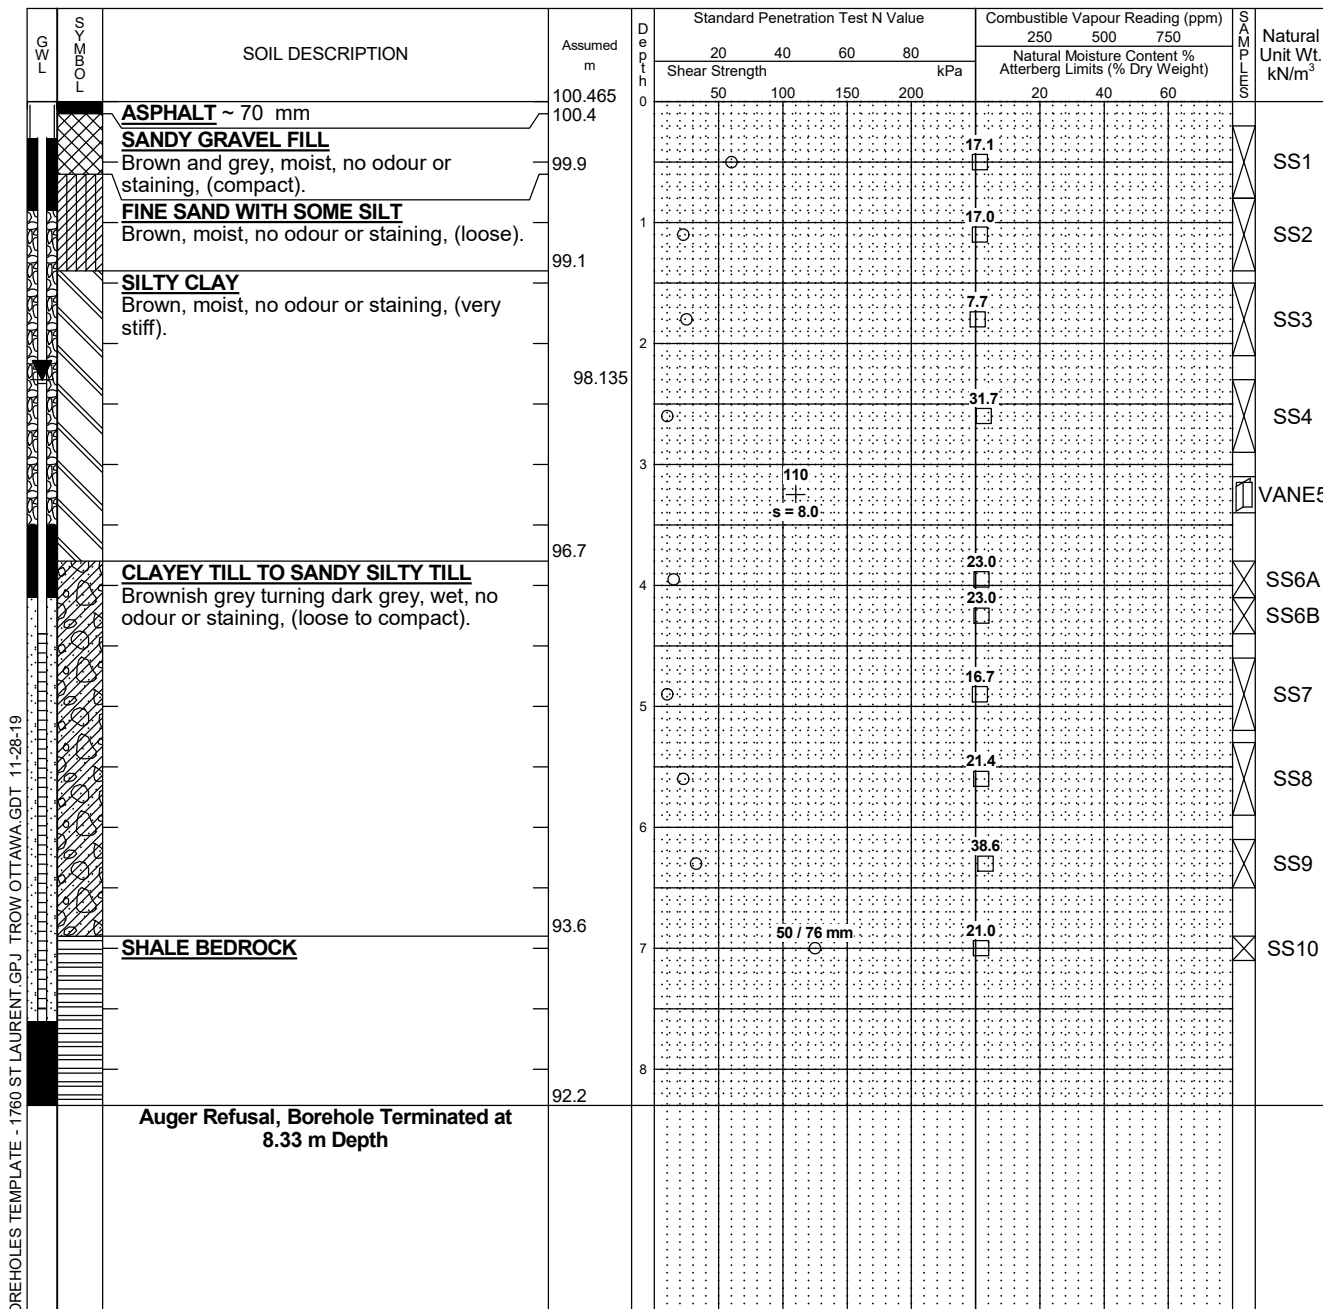 GWL
SYMBOL
SOIL DESCRIPTION
Assumed
m
100.465
Depth
Standard Penetration Test N Value
20 40 60 80
Shear Strength kPa
50 100 150 200
Combustible Vapour Reading (ppm)
250 500 750
Natural Moisture Content %
Atterberg Limits (% Dry Weight)
20 40 60
SAMPLES
Natural
Unit Wt.
kN/m³
0
ASPHALT ~ 70 mm
100.4
SANDY GRAVEL FILL
Brown and grey, moist, no odour or
staining, (compact).
99.9
17.1
SS1
FINE SAND WITH SOME SILT
Brown, moist, no odour or staining, (loose).
99.1
1
17.0
SS2
SILTY CLAY
Brown, moist, no odour or staining, (very
stiff).
7.7
SS3
2
98.135
31.7
SS4
3
110
s = 8.0
VANE5
96.7
CLAYEY TILL TO SANDY SILTY TILL
Brownish grey turning dark grey, wet, no
odour or staining, (loose to compact).
23.0
SS6A
4
23.0
SS6B
16.7
SS7
5
21.4
SS8
6
38.6
SS9
93.6
SHALE BEDROCK
50 / 76 mm
21.0
SS10
7
8
92.2
Auger Refusal, Borehole Terminated at
8.33 m Depth
OREHOLES TEMPLATE - 1760 ST LAURENT.GPJ TROW OTTAWA.GDT 11-28-19